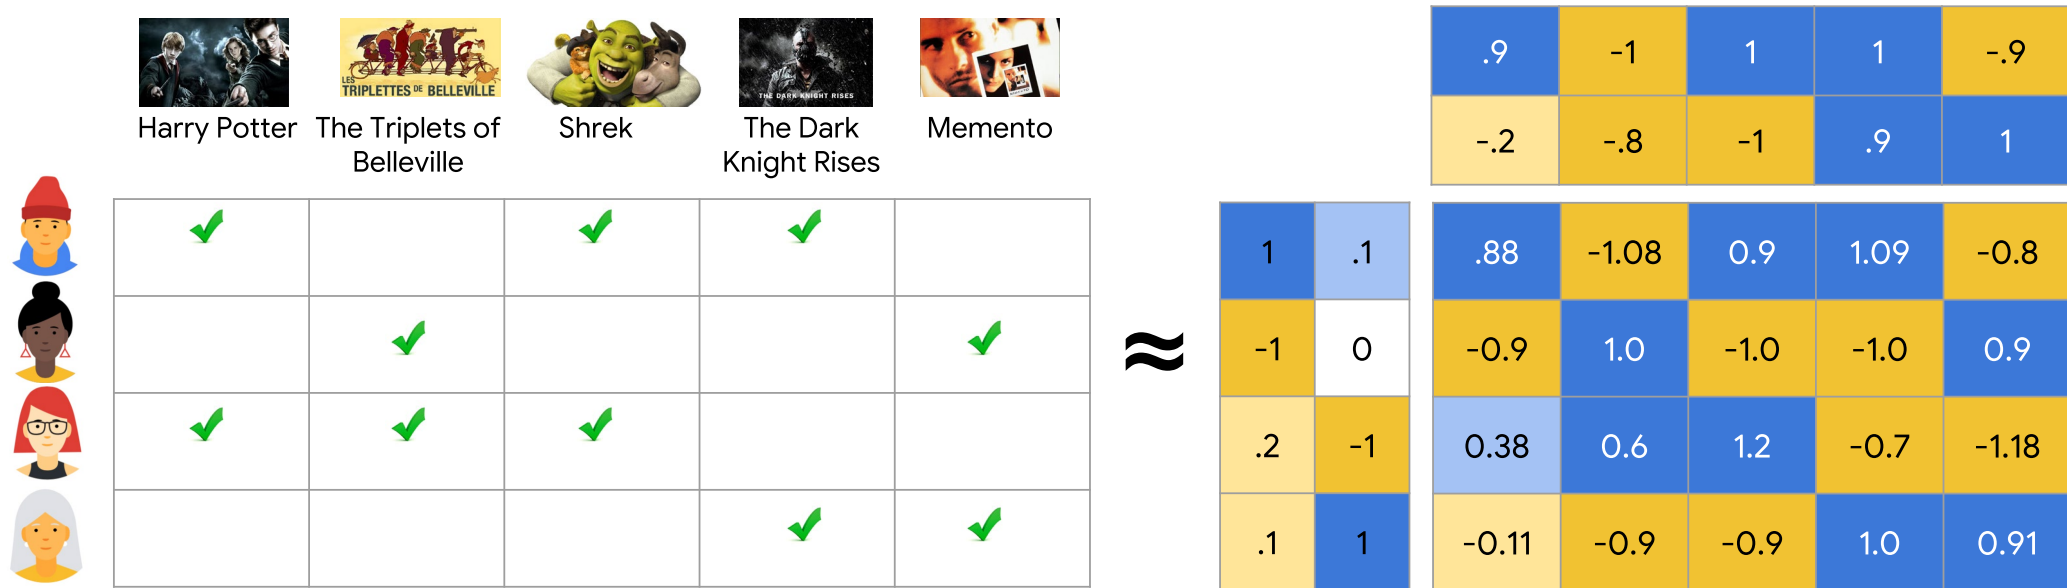 LES
TRIPLETTES DE BELLEVILLE
THE DARK KNIGHT RISES
Harry Potter
The Triplets of
Belleville
Shrek
The Dark
Knight Rises
Memento
.9 -1 1 1 -.9
-.2 -.8 -1 .9 1
≈
1 .1
-1 0
.2 -1
.1 1
.88 -1.08 0.9 1.09 -0.8
-0.9 1.0 -1.0 -1.0 0.9
0.38 0.6 1.2 -0.7 -1.18
-0.11 -0.9 -0.9 1.0 0.91